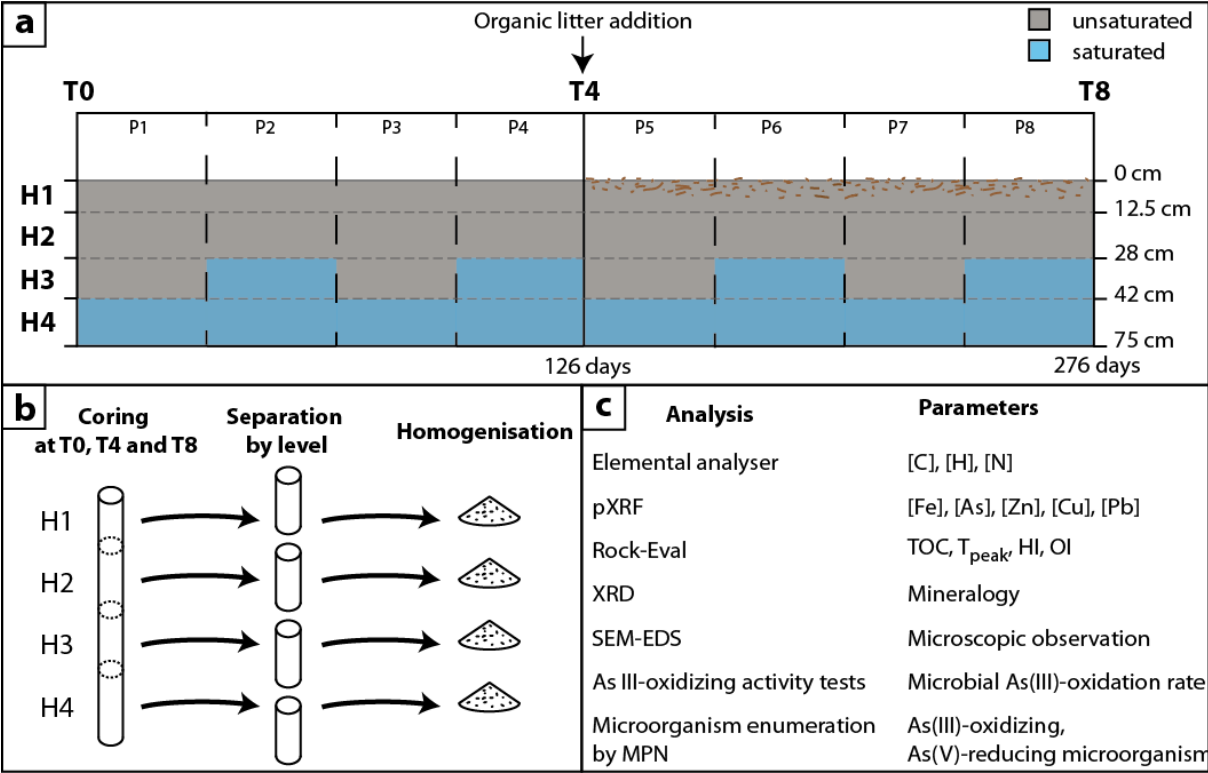 a
Organic litter addition
unsaturated
saturated
T0
T4
T8
P1
P2
P3
P4
P5
P6
P7
P8
H1
H2
H3
H4
0 cm
12.5 cm
28 cm
42 cm
75 cm
126 days
276 days
b
Coring
at T0, T4 and T8
Separation
by level
Homogenisation
H1
H2
H3
H4
c
Analysis
Parameters
Elemental analyser
[C], [H], [N]
pXRF
[Fe], [As], [Zn], [Cu], [Pb]
Rock-Eval
TOC, Tpeak, HI, OI
XRD
Mineralogy
SEM-EDS
Microscopic observation
As III-oxidizing activity tests
Microbial As(III)-oxidation rate
Microorganism enumeration
by MPN
As(III)-oxidizing,
As(V)-reducing microorganism